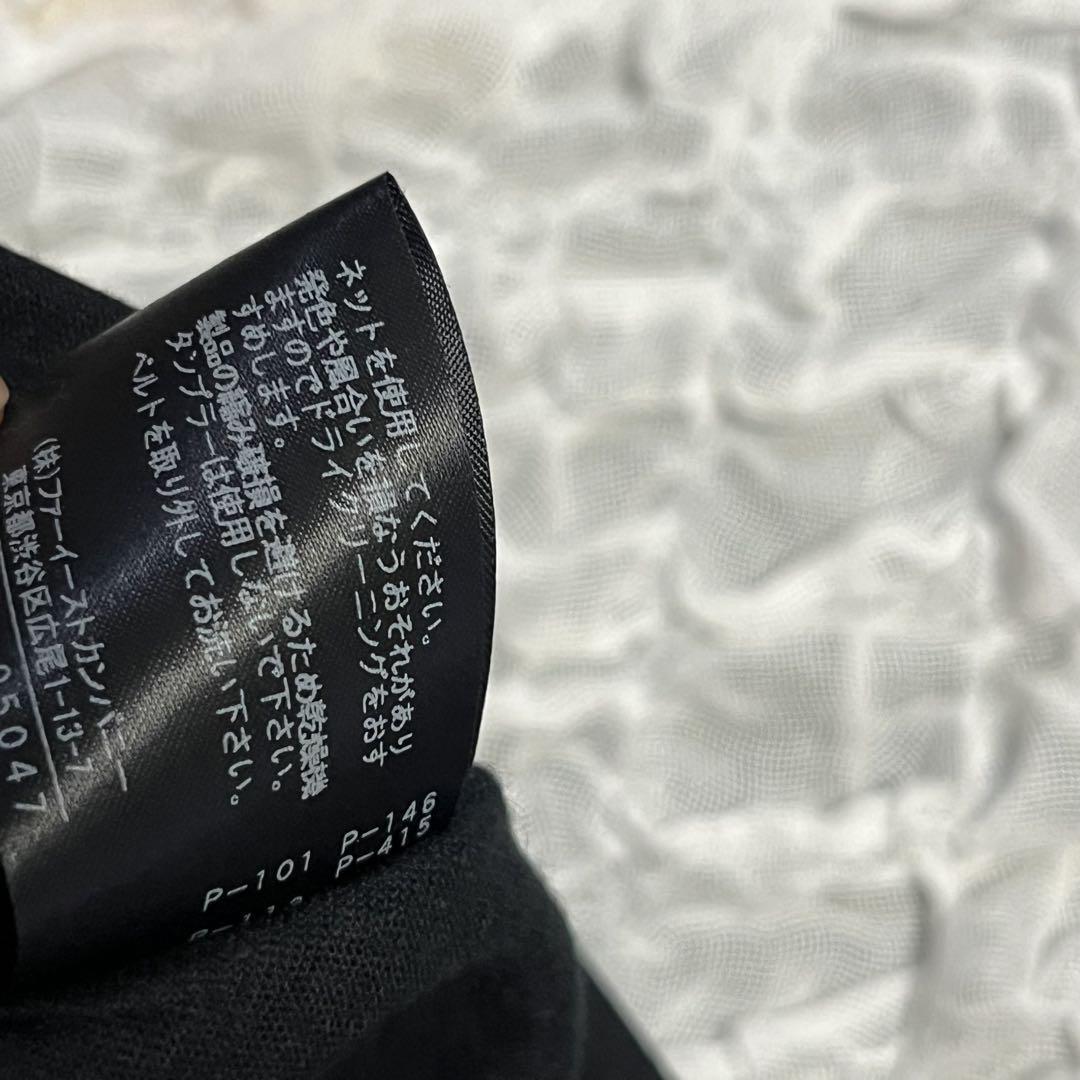 ネットを使用してください。
発色や風合いを損なうおそれがあり
ますのでドライクリーニングをおす
すめします。
製品の傷み破損を避けるため乾燥機
タンブラーは使用しないで下さい。
ベルトを取り外してお洗い下さい。
(株)ファーイーストカンパニー
東京都渋谷区広尾1-13-7
95047
P-101 P-146
P-415